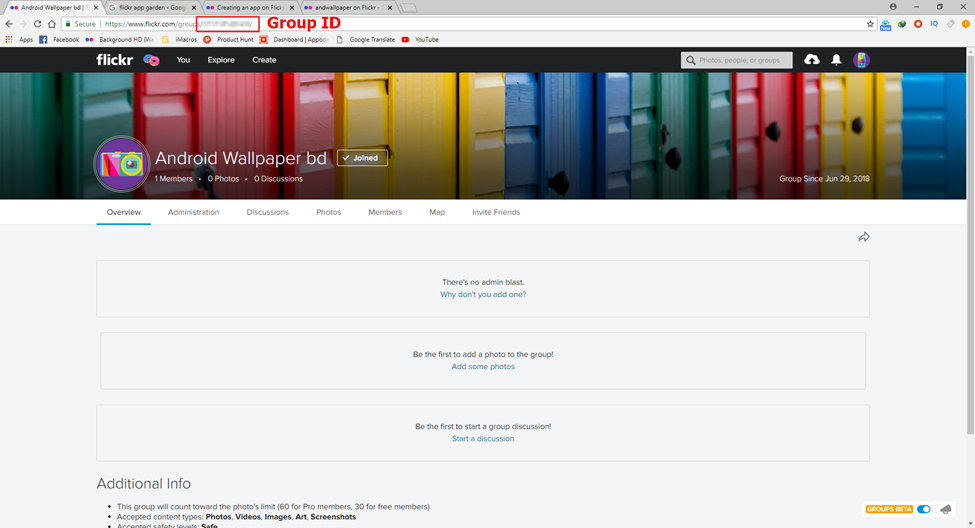 Android Wallpaper bd | F
flickr app garden - Goog
Creating an app on Flickr
andwallpaper on Flickr -
Secure
https://www.flickr.com/groups/
Group ID
Apps
Facebook
Background HD (Wa
iMacros
Product Hunt
Dashboard | Appode
Google Translate
YouTube
flickr
You
Explore
Create
Photos, people, or groups
Android Wallpaper bd
Joined
1 Members • 0 Photos • 0 Discussions
Group Since Jun 29, 2018
Overview
Administration
Discussions
Photos
Members
Map
Invite Friends
There's no admin blast.
Why don't you add one?
Be the first to add a photo to the group!
Add some photos
Be the first to start a group discussion!
Start a discussion
Additional Info
• This group will count toward the photo's limit (60 for Pro members, 30 for free members)
• Accepted content types: Photos, Videos, Images, Art, Screenshots
• Accepted safety levels: Safe
GROUPS BETA